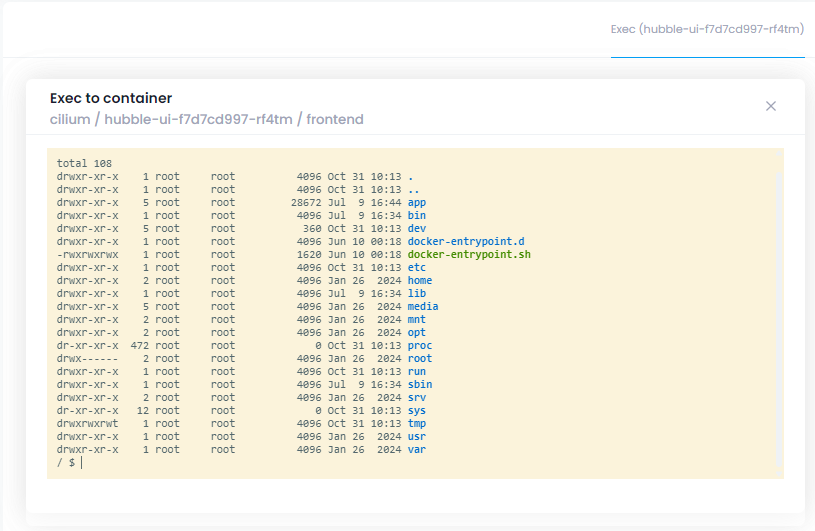 Exec (hubble-ui-f7d7cd997-rf4tm)
Exec to container
cilium / hubble-ui-f7d7cd997-rf4tm / frontend
total 108
drwxr-xr-x    1 root     root          4096 Oct 31 10:13 .
drwxr-xr-x    1 root     root          4096 Oct 31 10:13 ..
drwxr-xr-x    5 root     root         28672 Jul  9 16:44 app
drwxr-xr-x    1 root     root          4096 Jul  9 16:34 bin
drwxr-xr-x    5 root     root           360 Oct 31 10:13 dev
drwxr-xr-x    1 root     root          4096 Jun 10 00:18 docker-entrypoint.d
-rwxrwxrwx    1 root     root          1620 Jun 10 00:18 docker-entrypoint.sh
drwxr-xr-x    1 root     root          4096 Oct 31 10:13 etc
drwxr-xr-x    2 root     root          4096 Jan 26  2024 home
drwxr-xr-x    1 root     root          4096 Jul  9 16:34 lib
drwxr-xr-x    5 root     root          4096 Jan 26  2024 media
drwxr-xr-x    2 root     root          4096 Jan 26  2024 mnt
drwxr-xr-x    2 root     root          4096 Jan 26  2024 opt
dr-xr-xr-x  472 root     root             0 Oct 31 10:13 proc
drwx------    2 root     root          4096 Jan 26  2024 root
drwxr-xr-x    1 root     root          4096 Oct 31 10:13 run
drwxr-xr-x    1 root     root          4096 Jul  9 16:34 sbin
drwxr-xr-x    2 root     root          4096 Jan 26  2024 srv
dr-xr-xr-x   12 root     root             0 Oct 31 10:13 sys
drwxrwxrwt    1 root     root          4096 Oct 31 10:13 tmp
drwxr-xr-x    1 root     root          4096 Jan 26  2024 usr
drwxr-xr-x    1 root     root          4096 Jan 26  2024 var
/ $